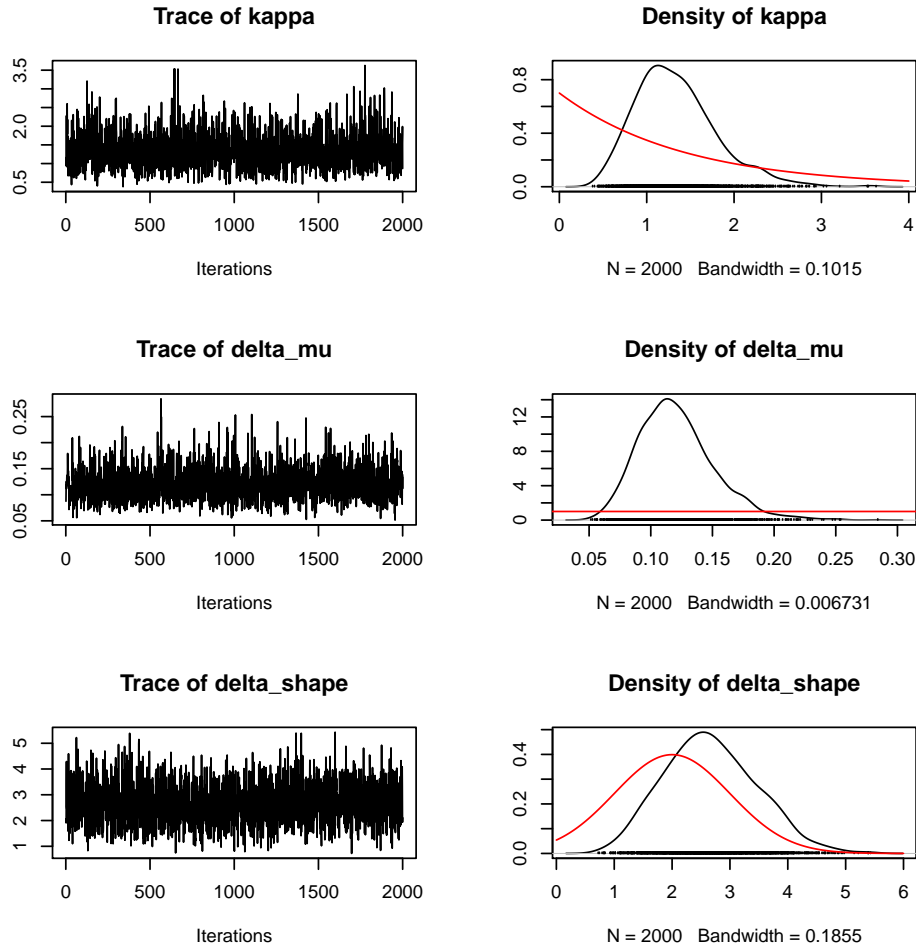 Trace of kappa
0.5 2.0 3.5
0 500 1000 1500 2000
Iterations
Density of kappa
0.0 0.4 0.8
0 1 2 3 4
N = 2000 Bandwidth = 0.1015
Trace of delta_mu
0.05 0.15 0.25
0 500 1000 1500 2000
Iterations
Density of delta_mu
0 4 8 12
0.05 0.10 0.15 0.20 0.25 0.30
N = 2000 Bandwidth = 0.006731
Trace of delta_shape
1 2 3 4 5
0 500 1000 1500 2000
Iterations
Density of delta_shape
0.0 0.2 0.4
0 1 2 3 4 5 6
N = 2000 Bandwidth = 0.1855